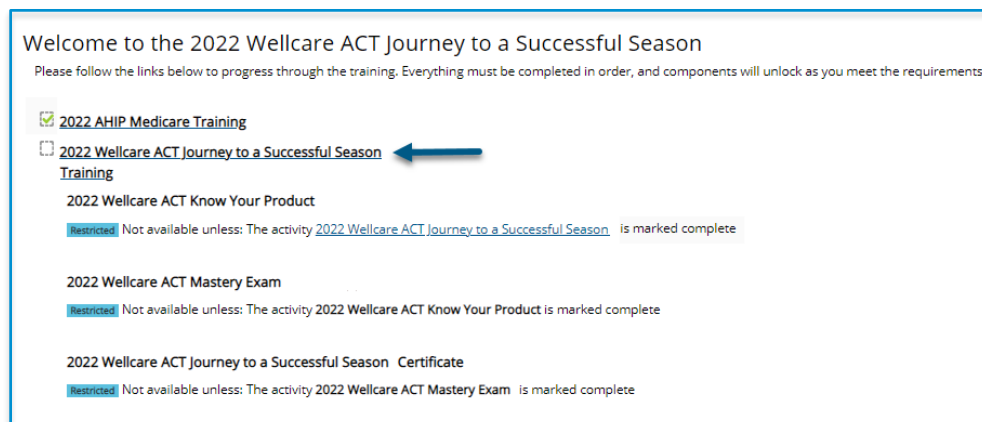 Welcome to the 2022 Wellcare ACT Journey to a Successful Season
Please follow the links below to progress through the training. Everything must be completed in order, and components will unlock as you meet the requirements
2022 AHIP Medicare Training
2022 Wellcare ACT Journey to a Successful Season
Training
2022 Wellcare ACT Know Your Product
Restricted Not available unless: The activity 2022 Wellcare ACT Journey to a Successful Season is marked complete
2022 Wellcare ACT Mastery Exam
Restricted Not available unless: The activity 2022 Wellcare ACT Know Your Product is marked complete
2022 Wellcare ACT Journey to a Successful Season Certificate
Restricted Not available unless: The activity 2022 Wellcare ACT Mastery Exam is marked complete